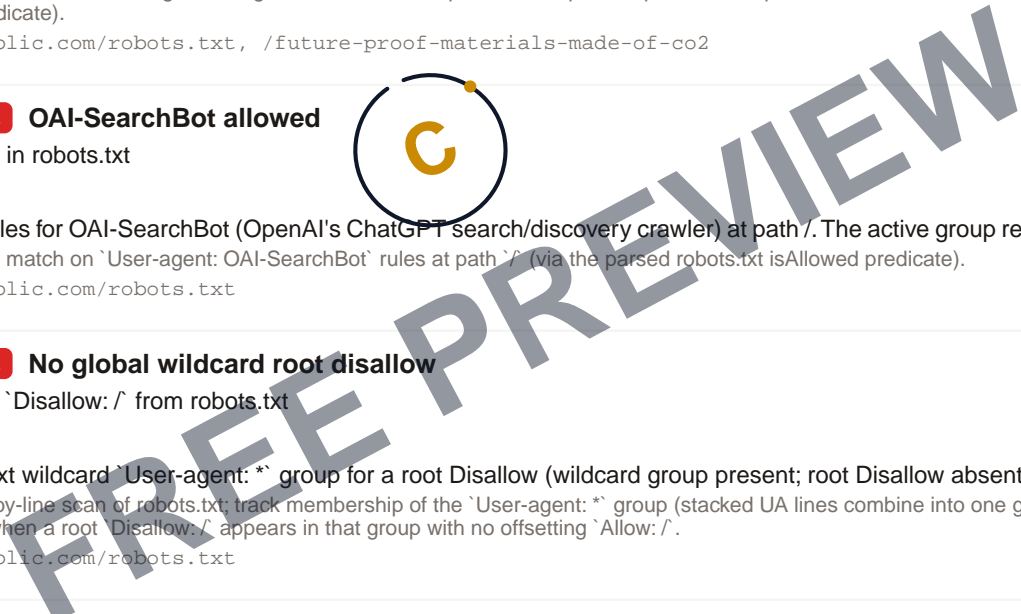 dicate).
olic.com/robots.txt, /future-proof-materials-made-of-co2
OAI-SearchBot allowed
C
in robots.txt
les for OAI-SearchBot (OpenAI's ChatGPT search/discovery crawler) at path /. The active group re
match on `User-agent: OAI-SearchBot` rules at path `/` (via the parsed robots.txt isAllowed predicate).
olic.com/robots.txt
No global wildcard root disallow
`Disallow: /` from robots.txt
xt wildcard `User-agent: *` group for a root Disallow (wildcard group present; root Disallow absent
by-line scan of robots.txt; track membership of the `User-agent: *` group (stacked UA lines combine into one g
when a root `Disallow: /` appears in that group with no offsetting `Allow: /`.
olic.com/robots.txt
FREE PREVIEW